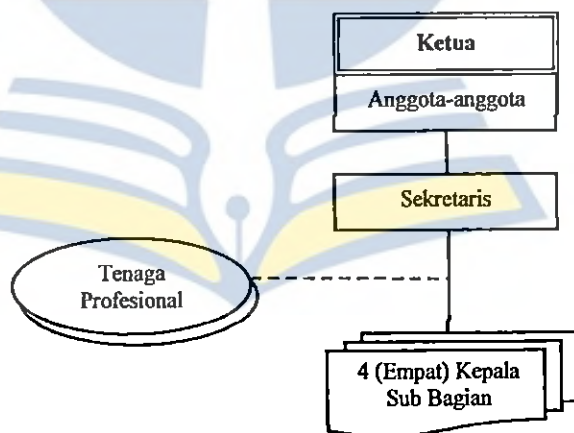 Ketua
Anggota-anggota
Sekretaris
Tenaga
Profesional
4 (Empat) Kepala
Sub Bagian